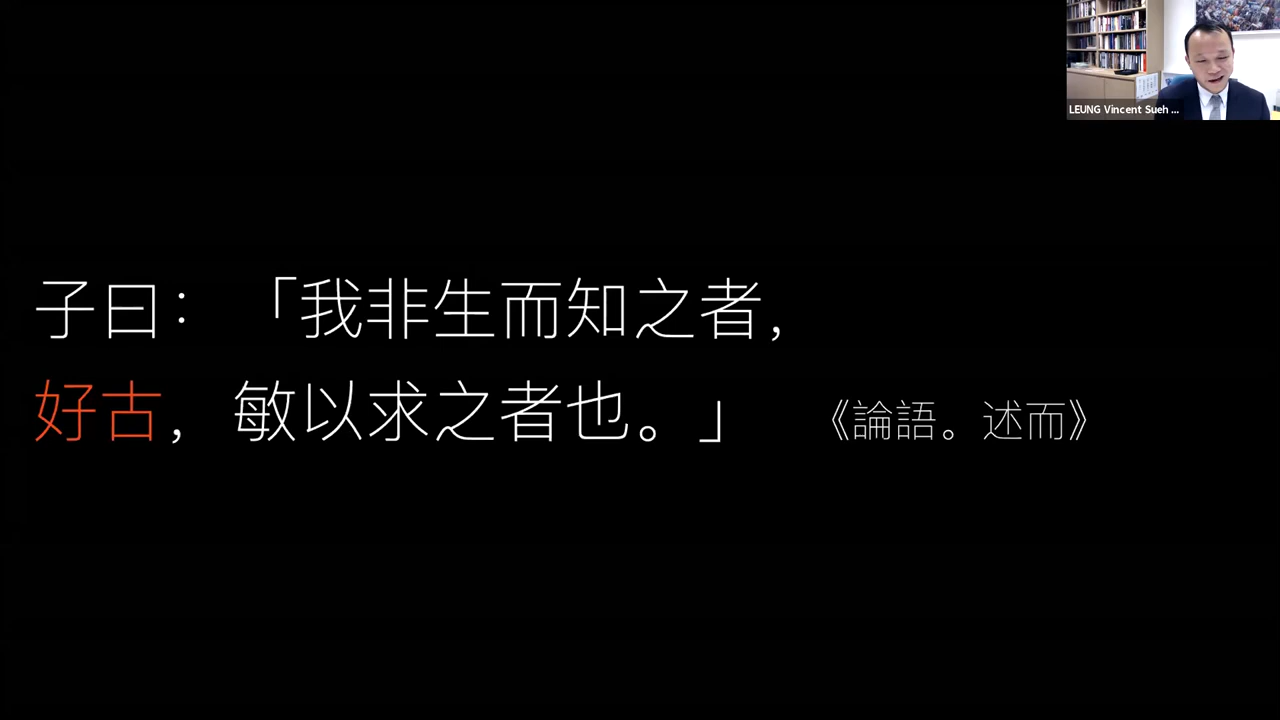 LEUNG Vincent Sueh ...
子曰：「我非生而知之者，
好古，敏以求之者也。」 《論語。述而》